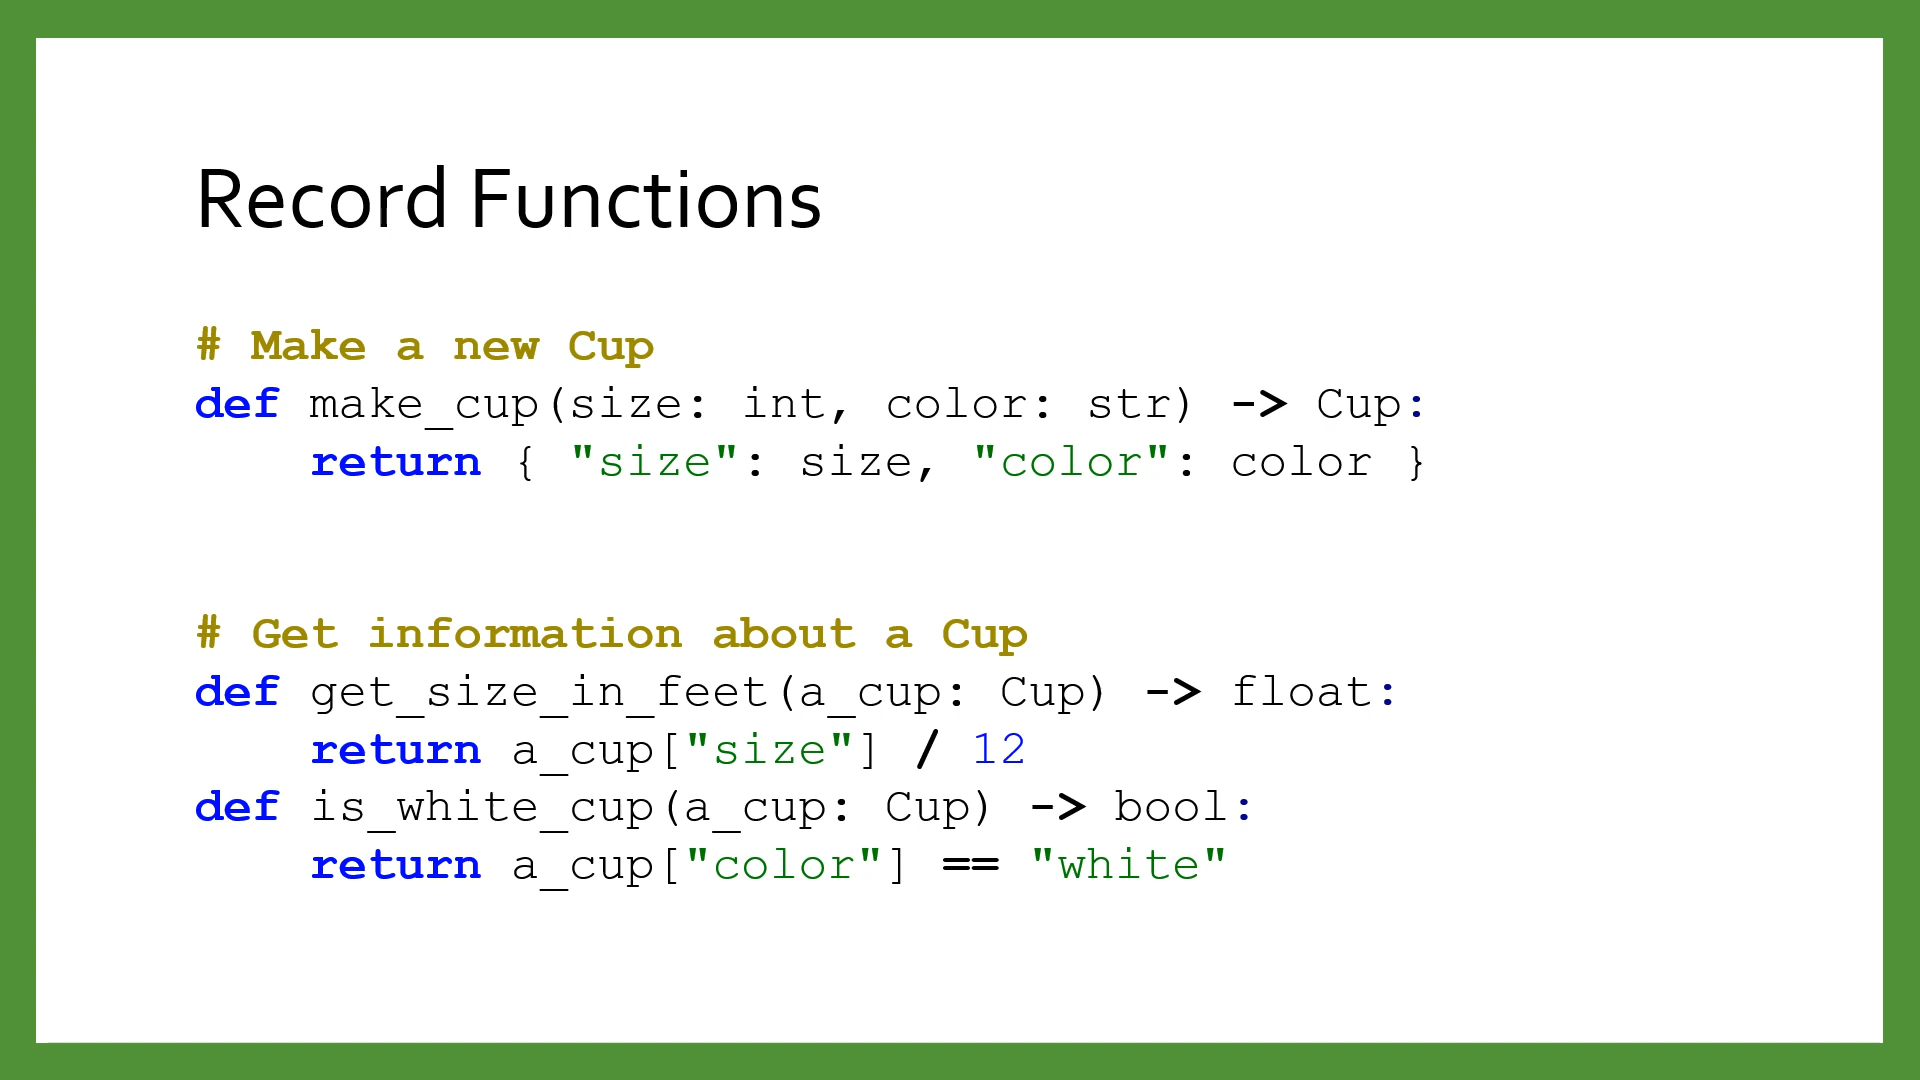 Record Functions
# Make a new Cup
def make_cup(size: int, color: str) -> Cup:
    return { "size": size, "color": color }
# Get information about a Cup
def get_size_in_feet(a_cup: Cup) -> float:
    return a_cup["size"] / 12
def is_white_cup(a_cup: Cup) -> bool:
    return a_cup["color"] == "white"